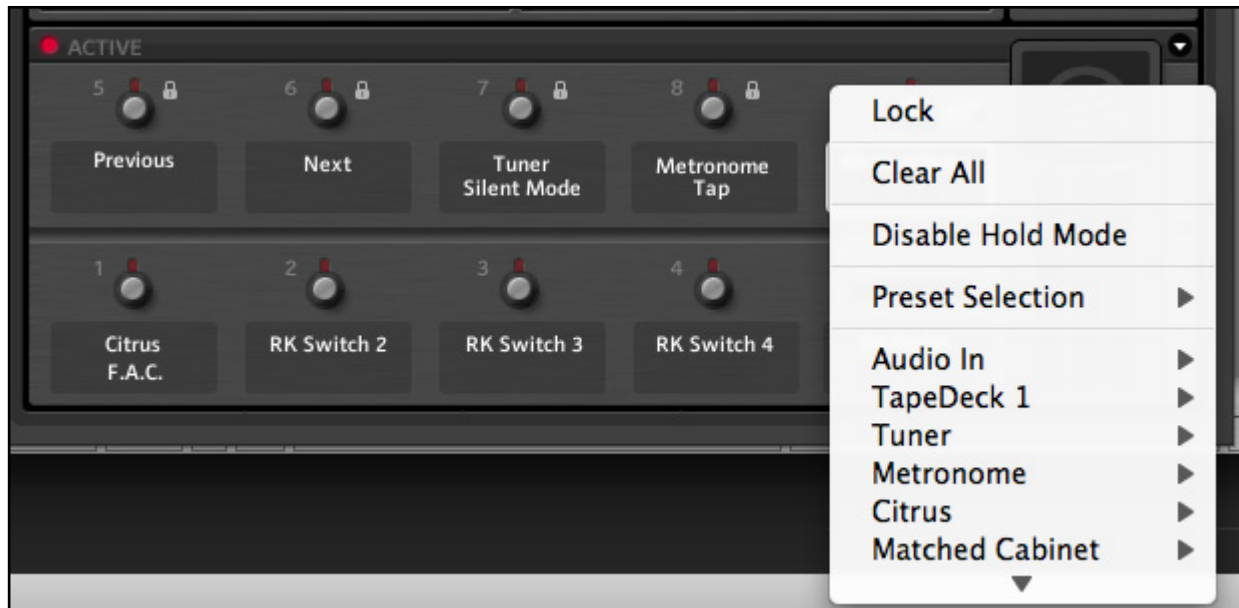 ACTIVE
5
6
7
8
Previous
Next
Tuner
Silent Mode
Metronome
Tap
1
2
3
4
Citrus
F.A.C.
RK Switch 2
RK Switch 3
RK Switch 4
Lock
Clear All
Disable Hold Mode
Preset Selection
Audio In
TapeDeck 1
Tuner
Metronome
Citrus
Matched Cabinet